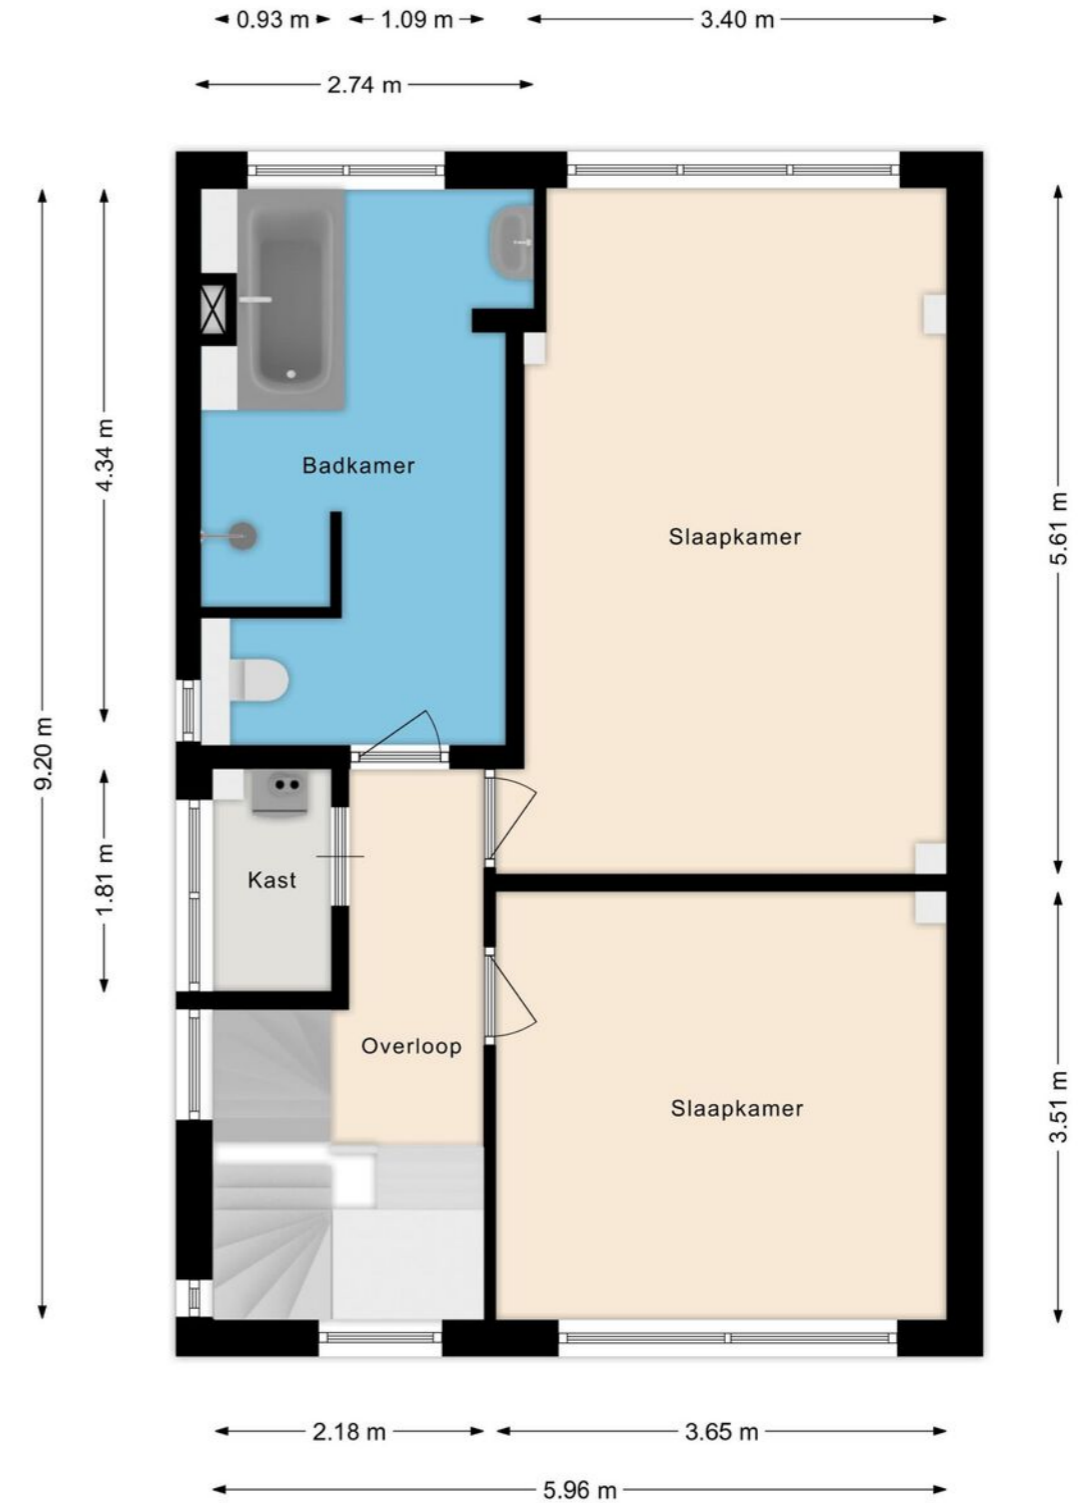 0.93 m
1.09 m
3.40 m
2.74 m
4.34 m
Badkamer
Slaapkamer
5.61 m
9.20 m
1.81 m
Kast
Overloop
Slaapkamer
3.51 m
2.18 m
3.65 m
5.96 m